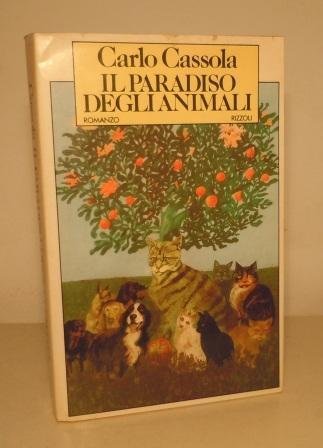 Carlo Cassola
IL PARADISO
DEGLI ANIMALI
ROMANZO RIZZOLI